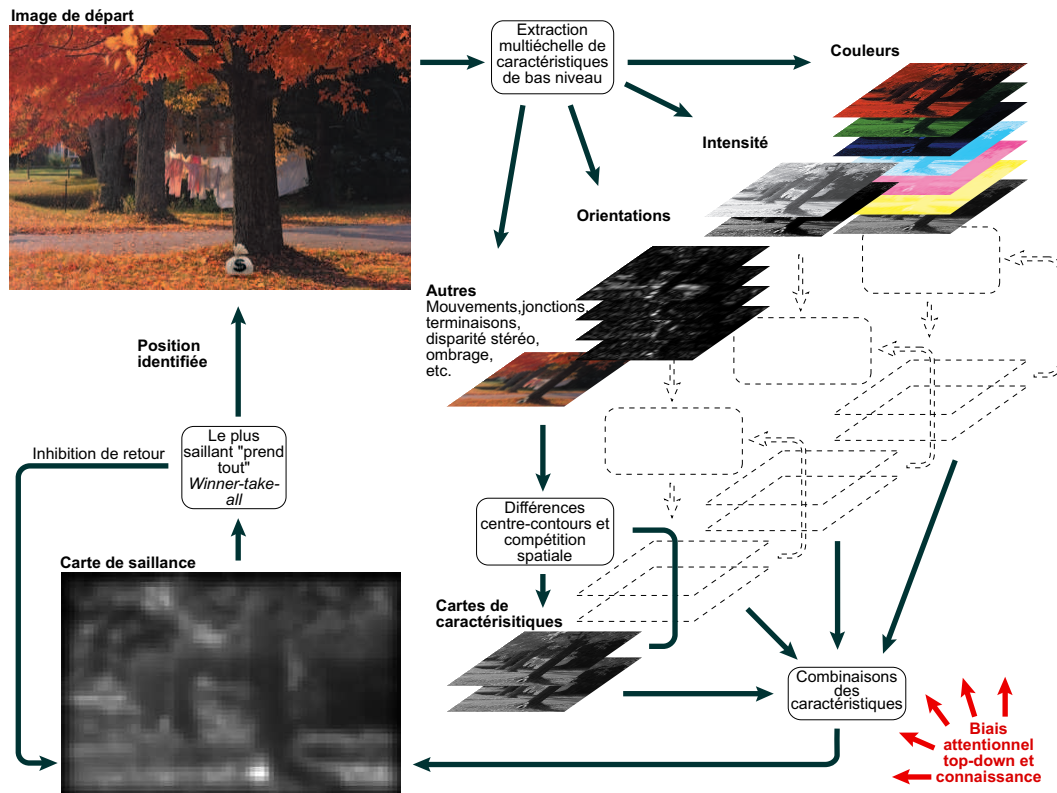 Image de départ
Extraction
multiéchelle de
caractéristiques
de bas niveau
Couleurs
Intensité
Orientations
Autres
Mouvements,jonctions,
terminaisons,
disparité stéréo,
ombrage,
etc.
$
Position
identifiée
Le plus
saillant "prend
tout"
Winner-take-
all
Inhibition de retour
Différences
centre-contours et
compétition
spatiale
Carte de saillance
Cartes de
caractérisitiques
Combinaisons
des
caractéristiques
Biais
attentionnel
top-down et
connaissance